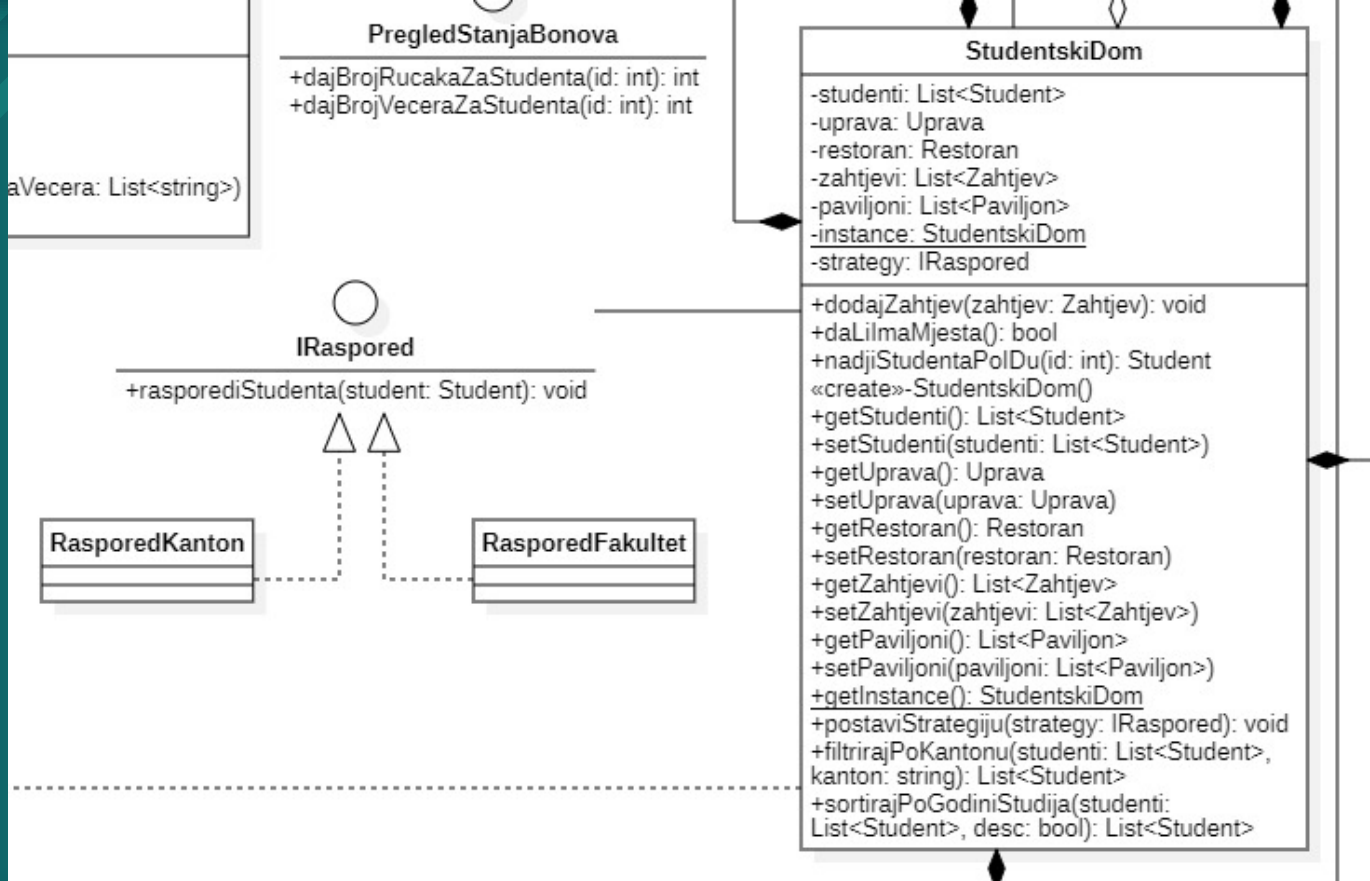 PregledStanjaBonova
+dajBrojRucakaZaStudenta(id: int): int
+dajBrojVeceraZaStudenta(id: int): int
aVecera: List<string>)
IRaspored
+rasporediStudenta(student: Student): void
RasporedKanton
RasporedFakultet
StudentskiDom
-studenti: List<Student>
-uprava: Uprava
-restoran: Restoran
-zahtjevi: List<Zahtjev>
-paviljoni: List<Paviljon>
-instance: StudentskiDom
-strategy: IRaspored
+dodajZahtjev(zahtjev: Zahtjev): void
+daLiImaMjesta(): bool
+nadjiStudentaPoIDu(id: int): Student
«create»-StudentskiDom()
+getStudenti(): List<Student>
+setStudenti(studenti: List<Student>)
+getUprava(): Uprava
+setUprava(uprava: Uprava)
+getRestoran(): Restoran
+setRestoran(restoran: Restoran)
+getZahtjevi(): List<Zahtjev>
+setZahtjevi(zahtjevi: List<Zahtjev>)
+getPaviljoni(): List<Paviljon>
+setPaviljoni(paviljoni: List<Paviljon>)
+getInstance(): StudentskiDom
+postaviStrategiju(strategy: IRaspored): void
+filtrirajPoKantonu(studenti: List<Student>,
kanton: string): List<Student>
+sortirajPoGodiniStudija(studenti:
List<Student>, desc: bool): List<Student>